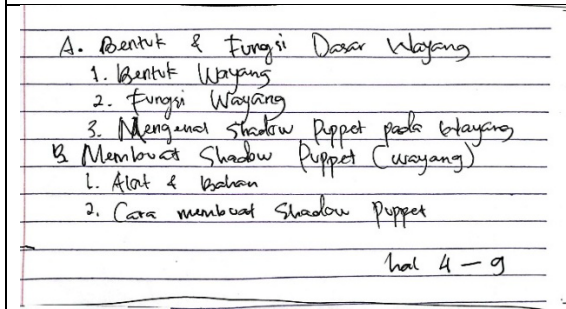 A. Bentuk & Fungsi Dasar Wayang
1. Bentuk Wayang
2. Fungsi Wayang
3. Mengenal Shadow Puppet pada Wayang
B. Membuat Shadow Puppet (wayang)
1. Alat & Bahan
2. Cara membuat Shadow Puppet
hal 4 - 9